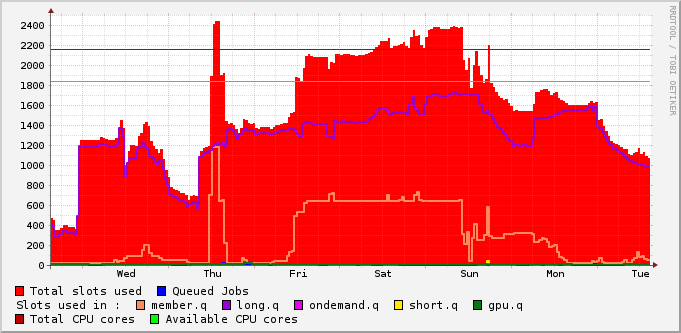 2400
2200
2000
1800
1600
1400
1200
1000
800
600
400
200
0
Wed Thu Fri Sat Sun Mon Tue
Total slots used Queued Jobs
Slots used in : member.q long.q ondemand.q short.q gpu.q
Total CPU cores Available CPU cores
RRDTOOL / TOBI OETIKER